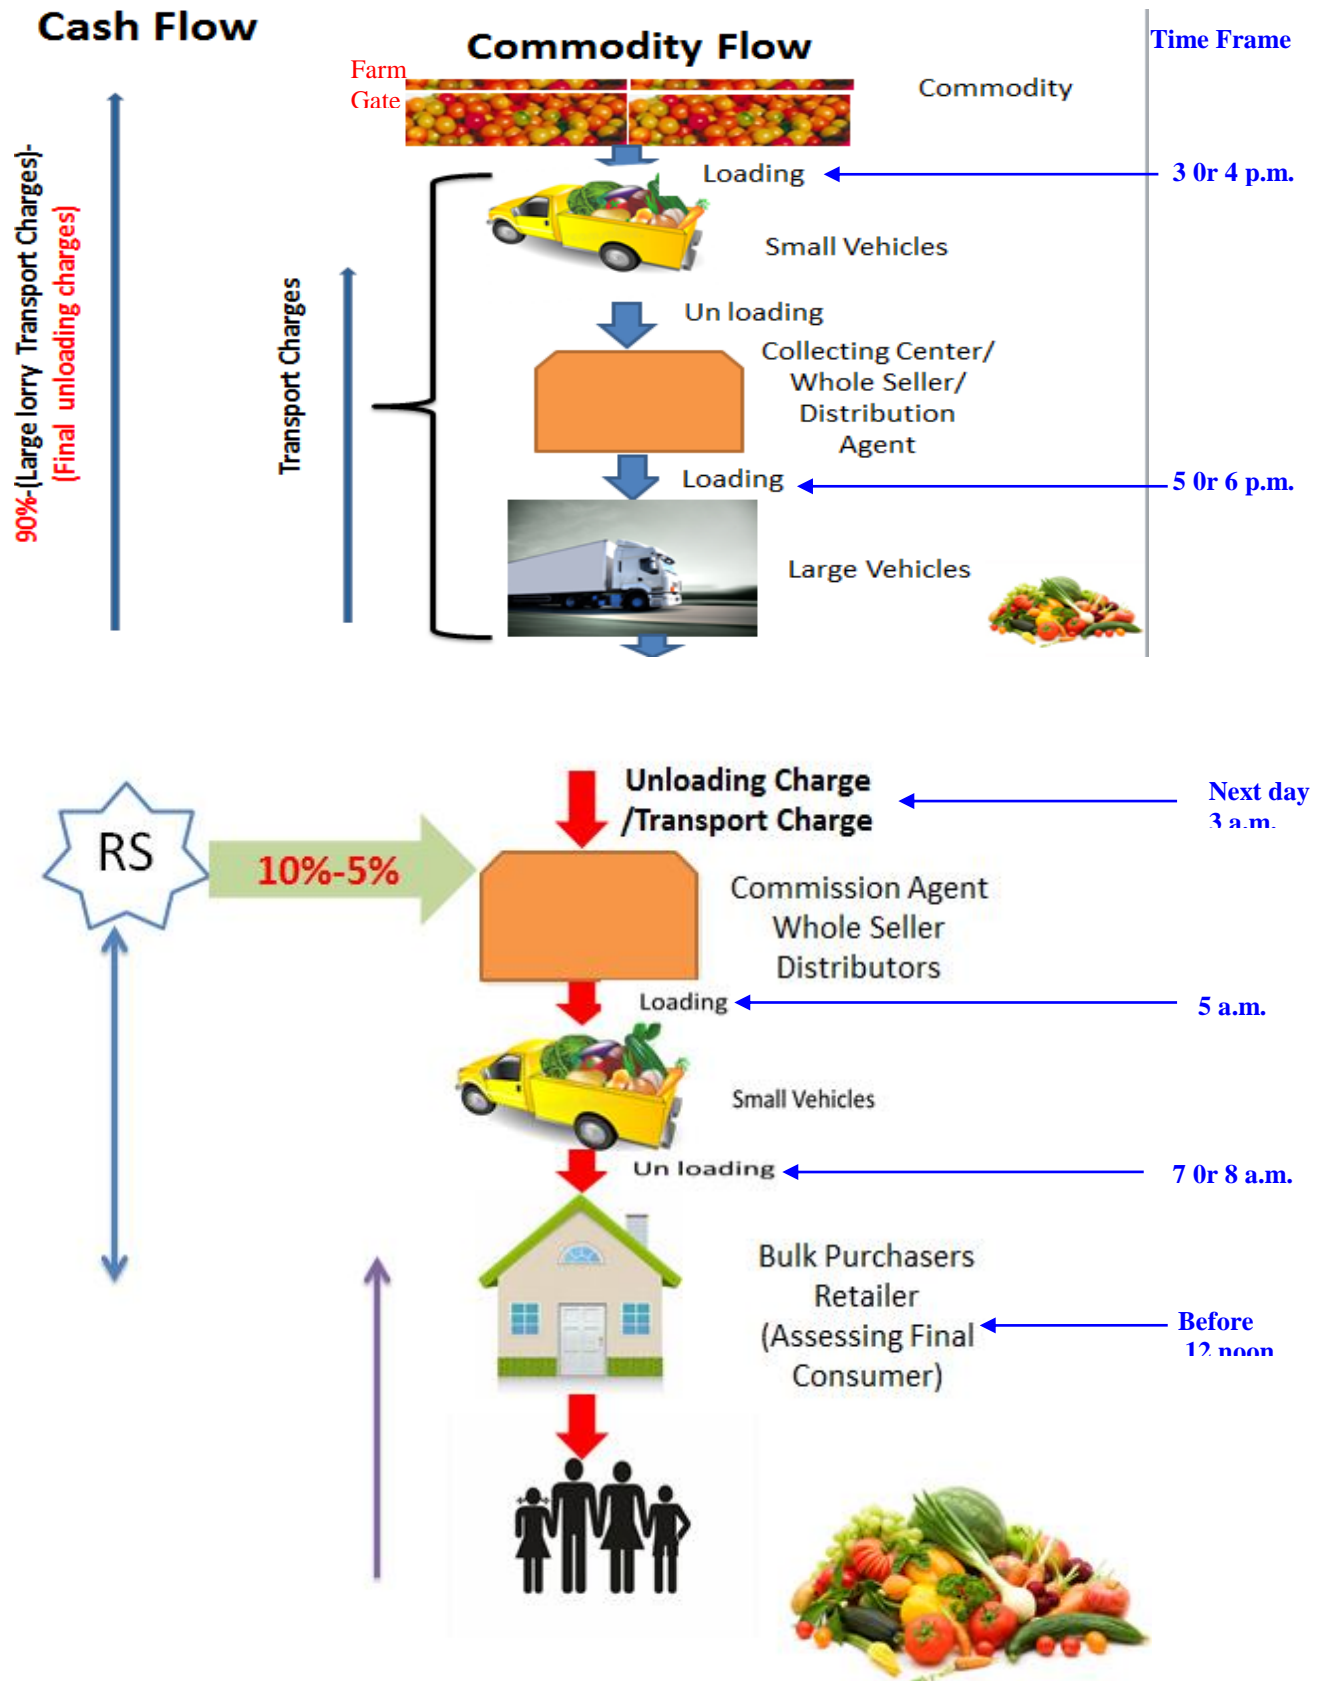 Cash Flow
Commodity Flow
Time Frame
Farm
Gate
Commodity
Loading
3 0r 4 p.m.
Small Vehicles
90%-(Large lorry Transport Charges)-
(Final unloading charges)
Transport Charges
Un loading
Collecting Center/
Whole Seller/
Distribution
Agent
Loading
5 0r 6 p.m.
Large Vehicles
Unloading Charge
/Transport Charge
Next day
3 a.m.
RS
10%-5%
Commission Agent
Whole Seller
Distributors
Loading
5 a.m.
Small Vehicles
Un loading
7 0r 8 a.m.
Bulk Purchasers
Retailer
(Assessing Final
Consumer)
Before
12 noon